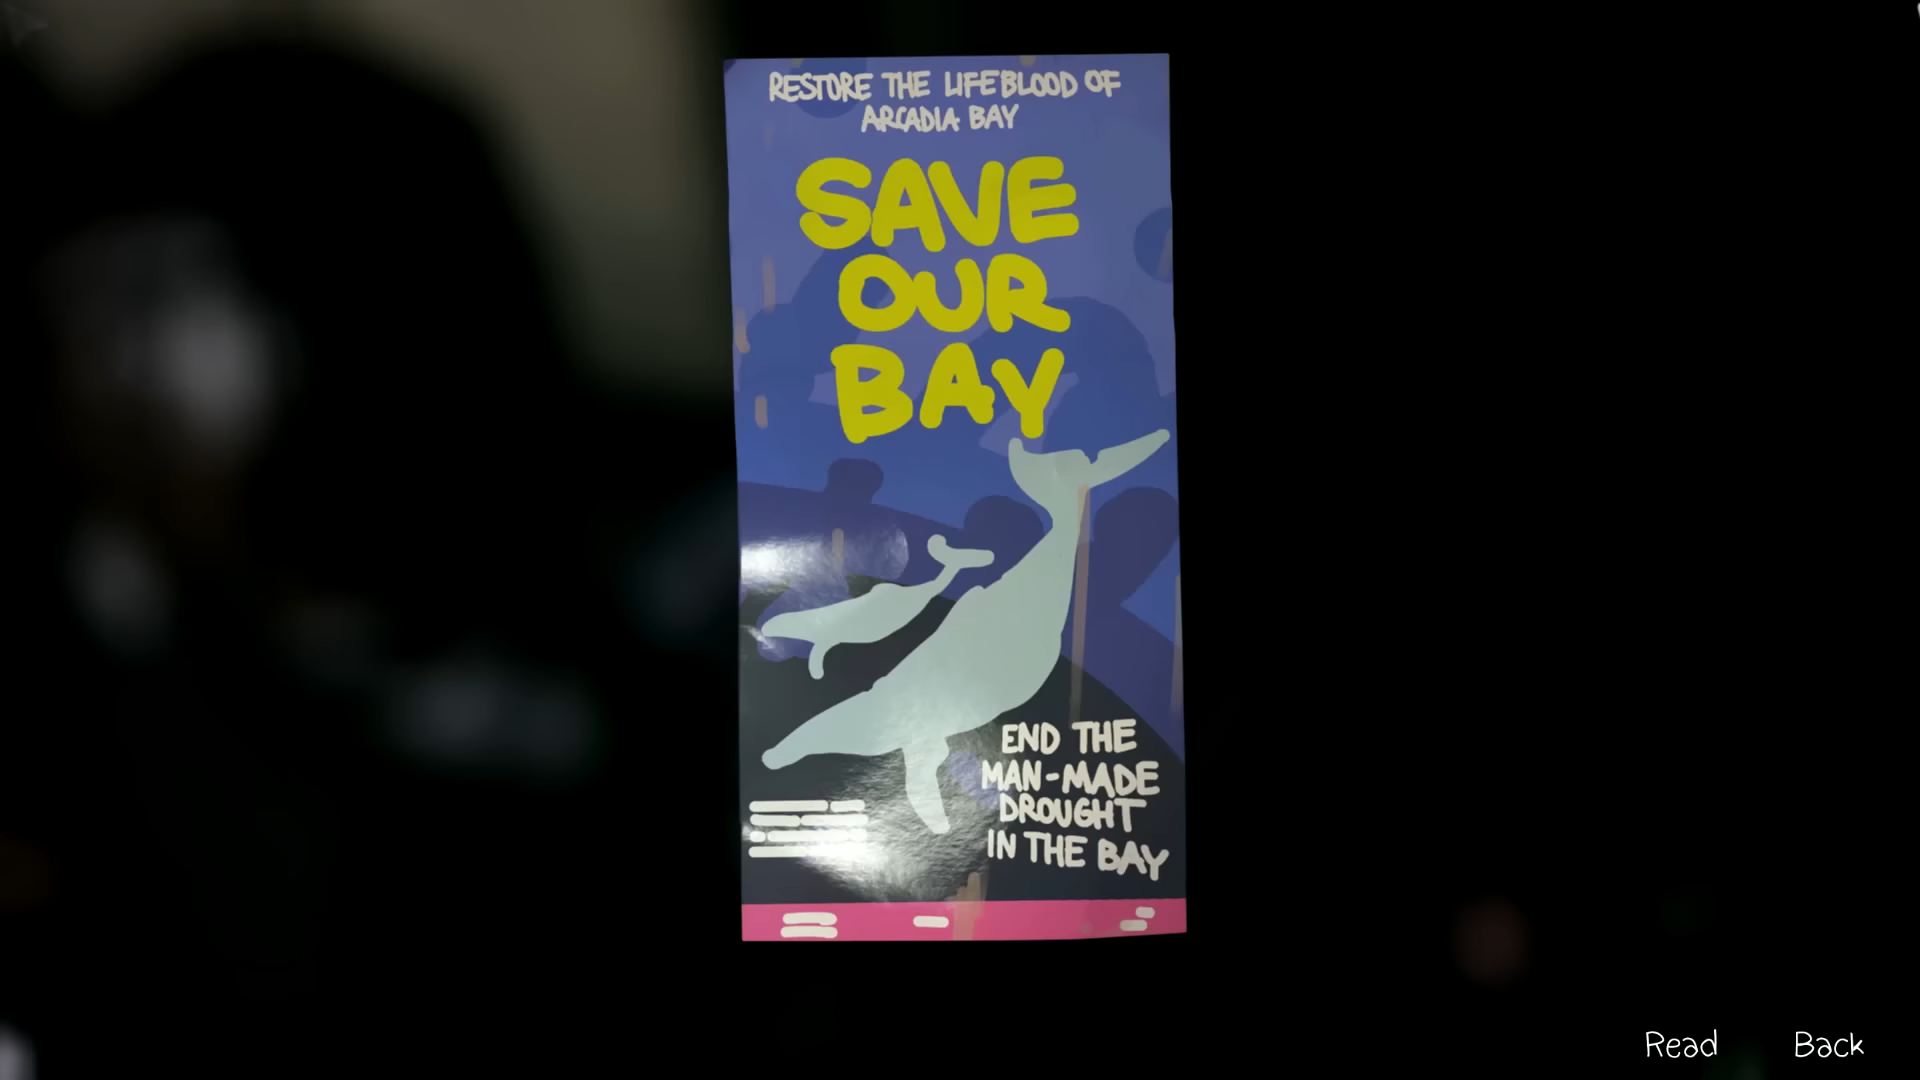 RESTORE THE LIFEBLOOD OF
ARCADIA BAY
SAVE
OUR
BAY
END THE
MAN-MADE
DROUGHT
IN THE BAY
Read Back